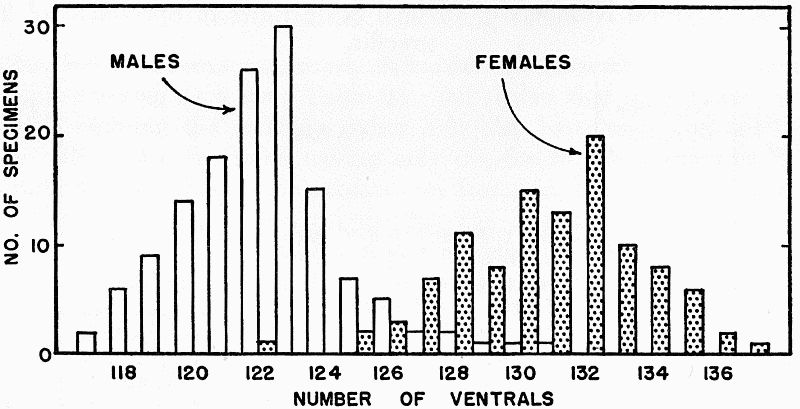 30
MALES
FEMALES
20
10
0
NO. OF SPECIMENS
118 120 122 124 126 128 130 132 134 136
NUMBER OF VENTRALS